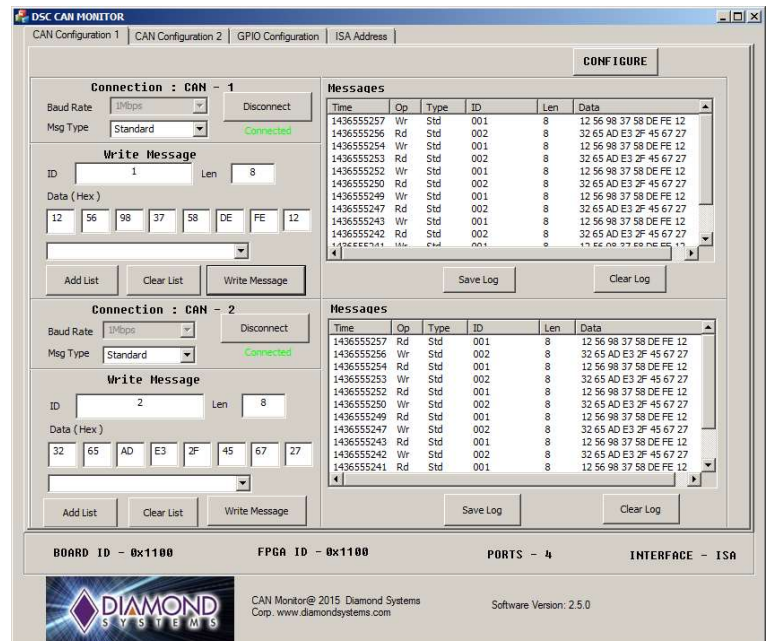 DSC CAN MONITOR
CAN Configuration 1 CAN Configuration 2 GPIO Configuration ISA Address
CONFIGURE
Connection : CAN - 1
Baud Rate 1Mbps Disconnect
Msg Type Standard Connected
Write Message
ID 1 Len 8
Data ( Hex )
12 56 98 37 58 DE FE 12
Add List Clear List Write Message
Messages
Time Op Type ID Len Data
1436555257 Wr Std 001 8 12 56 98 37 58 DE FE 12
1436555256 Rd Std 002 8 32 65 AD E3 2F 45 67 27
1436555254 Wr Std 001 8 12 56 98 37 58 DE FE 12
1436555253 Rd Std 002 8 32 65 AD E3 2F 45 67 27
1436555252 Wr Std 001 8 12 56 98 37 58 DE FE 12
1436555250 Rd Std 002 8 32 65 AD E3 2F 45 67 27
1436555249 Wr Std 001 8 12 56 98 37 58 DE FE 12
1436555247 Rd Std 002 8 32 65 AD E3 2F 45 67 27
1436555243 Wr Std 001 8 12 56 98 37 58 DE FE 12
1436555242 Rd Std 002 8 32 65 AD E3 2F 45 67 27
1436555241 Wr Std 001 8 12 56 98 37 58 DE FE 12
Save Log Clear Log
Connection : CAN - 2
Baud Rate 1Mbps Disconnect
Msg Type Standard Connected
Write Message
ID 2 Len 8
Data ( Hex )
32 65 AD E3 2F 45 67 27
Add List Clear List Write Message
Messages
Time Op Type ID Len Data
1436555257 Rd Std 001 8 12 56 98 37 58 DE FE 12
1436555256 Wr Std 002 8 32 65 AD E3 2F 45 67 27
1436555254 Rd Std 001 8 12 56 98 37 58 DE FE 12
1436555253 Wr Std 002 8 32 65 AD E3 2F 45 67 27
1436555252 Rd Std 001 8 12 56 98 37 58 DE FE 12
1436555250 Wr Std 002 8 32 65 AD E3 2F 45 67 27
1436555249 Rd Std 001 8 12 56 98 37 58 DE FE 12
1436555247 Wr Std 002 8 32 65 AD E3 2F 45 67 27
1436555243 Rd Std 001 8 12 56 98 37 58 DE FE 12
1436555242 Wr Std 002 8 32 65 AD E3 2F 45 67 27
1436555241 Rd Std 001 8 12 56 98 37 58 DE FE 12
Save Log Clear Log
BOARD ID - 0x1100 FPGA ID - 0x1100 PORTS - 4 INTERFACE - ISA
DIAMOND
SYSTEMS
CAN Monitor@ 2015 Diamond Systems
Corp. www.diamondsystems.com
Software Version: 2.5.0